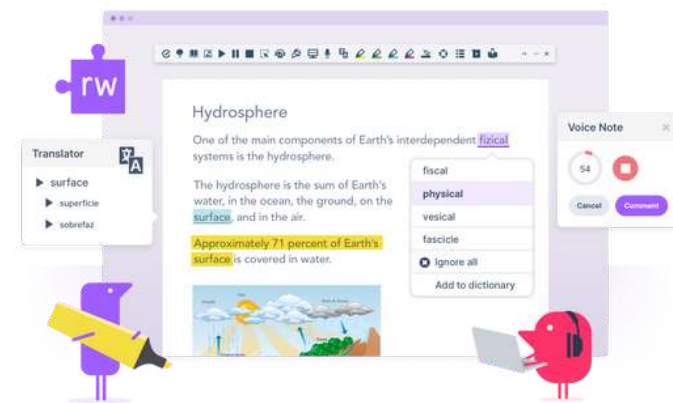 rw
Hydrosphere
One of the main components of Earth's interdependent fizical
systems is the hydrosphere.
The hydrosphere is the sum of Earth's
water, in the ocean, the ground, on the
surface, and in the air.
Approximately 71 percent of Earth's
surface is covered in water.
Translator
surface
superficie
sobrefaz
fiscal
physical
vesical
fascicle
Ignore all
Add to dictionary
Voice Note
54
Cancel
Comment